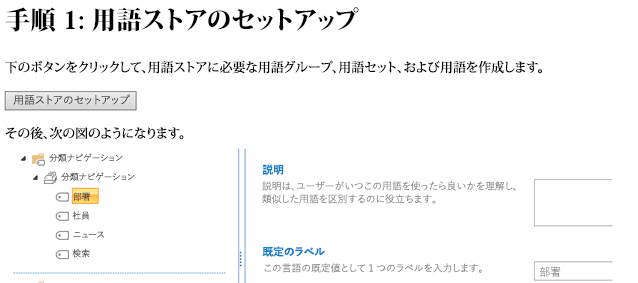 手順 1: 用語ストアのセットアップ
下のボタンをクリックして、用語ストアに必要な用語グループ、用語セット、および用語を作成します。
用語ストアのセットアップ
その後、次の図のようになります。
分類ナビゲーション
分類ナビゲーション
部署
社員
ニュース
検索
説明
説明は、ユーザーがいつこの用語を使ったら良いかを理解し、
類似した用語を区別するのに役立ちます。
既定のラベル
この言語の既定値として 1 つのラベルを入力します。
部署